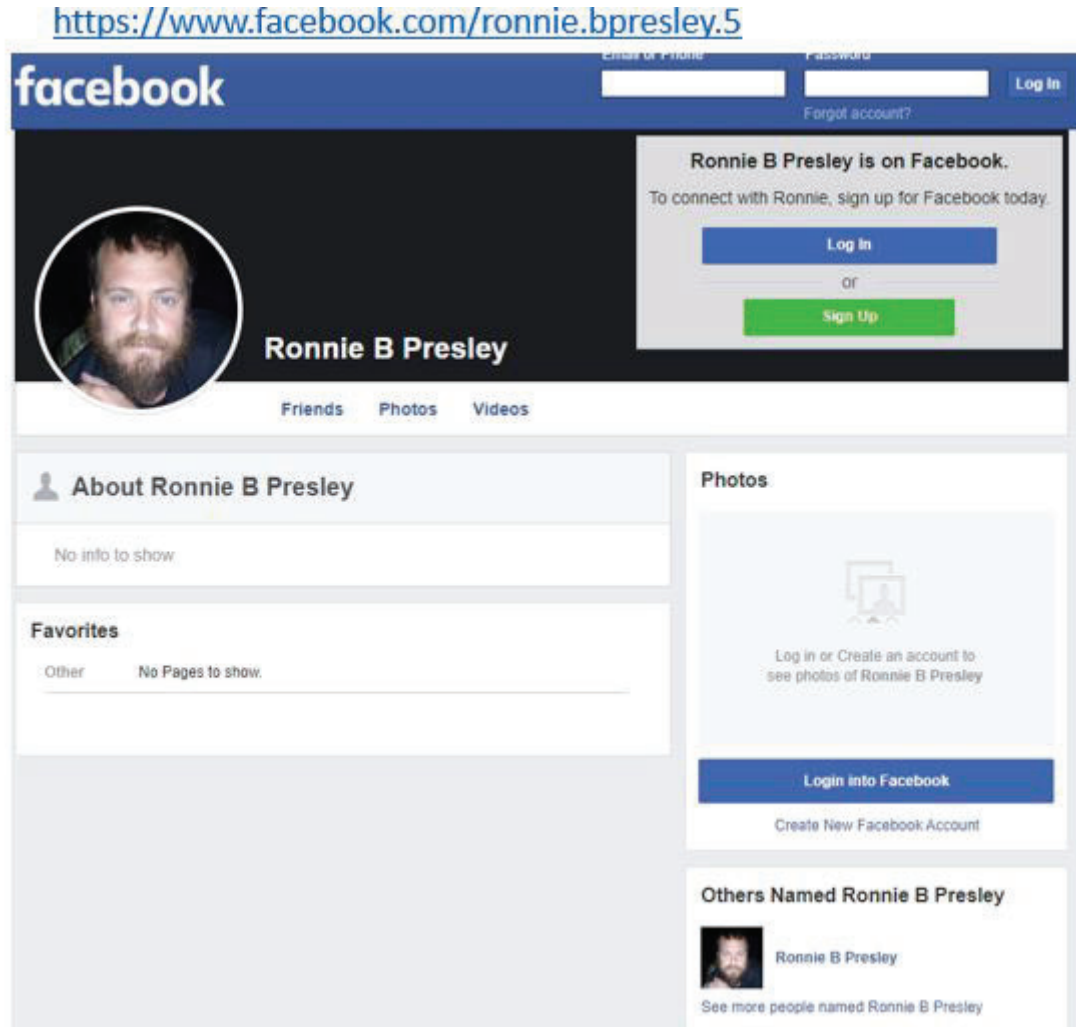 https://www.facebook.com/ronnie.bpresley.5
Email or Phone Password
facebook
Log In
Forgot account?
Ronnie B Presley is on Facebook.
To connect with Ronnie, sign up for Facebook today.
Log In
or
Sign Up
Ronnie B Presley
Friends Photos Videos
About Ronnie B Presley
No info to show
Favorites
Other No Pages to show.
Photos
Log in or Create an account to
see photos of Ronnie B Presley
Login into Facebook
Create New Facebook Account
Others Named Ronnie B Presley
Ronnie B Presley
See more people named Ronnie B Presley